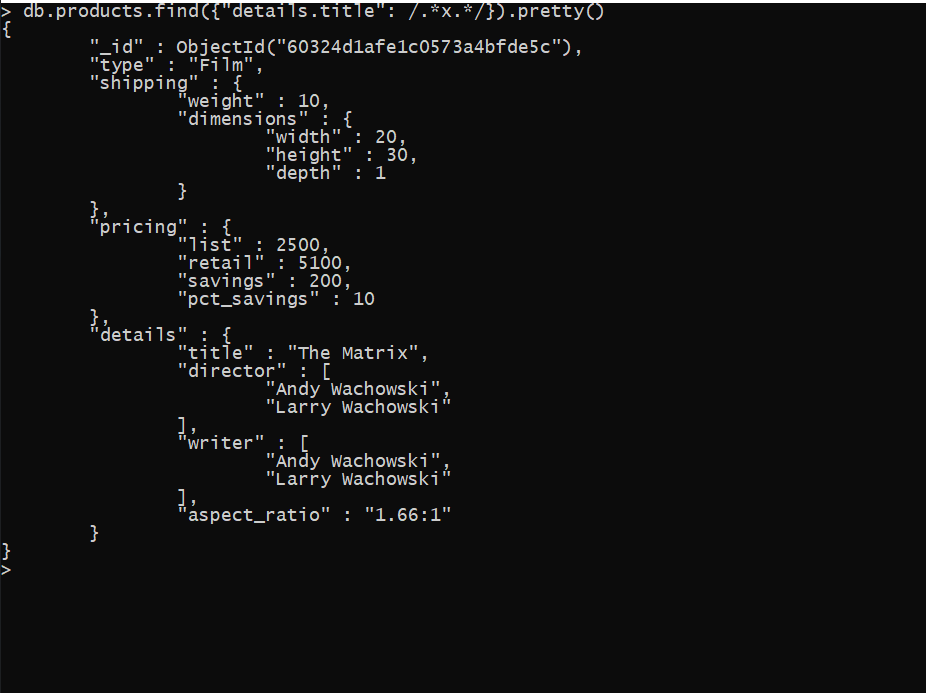 > db.products.find({"details.title": /.*x.*/}).pretty()
{
        "_id" : ObjectId("60324d1afe1c0573a4bfde5c"),
        "type" : "Film",
        "shipping" : {
                "weight" : 10,
                "dimensions" : {
                        "width" : 20,
                        "height" : 30,
                        "depth" : 1
                }
        },
        "pricing" : {
                "list" : 2500,
                "retail" : 5100,
                "savings" : 200,
                "pct_savings" : 10
        },
        "details" : {
                "title" : "The Matrix",
                "director" : [
                        "Andy Wachowski",
                        "Larry Wachowski"
                ],
                "writer" : [
                        "Andy Wachowski",
                        "Larry Wachowski"
                ],
                "aspect_ratio" : "1.66:1"
        }
}
>